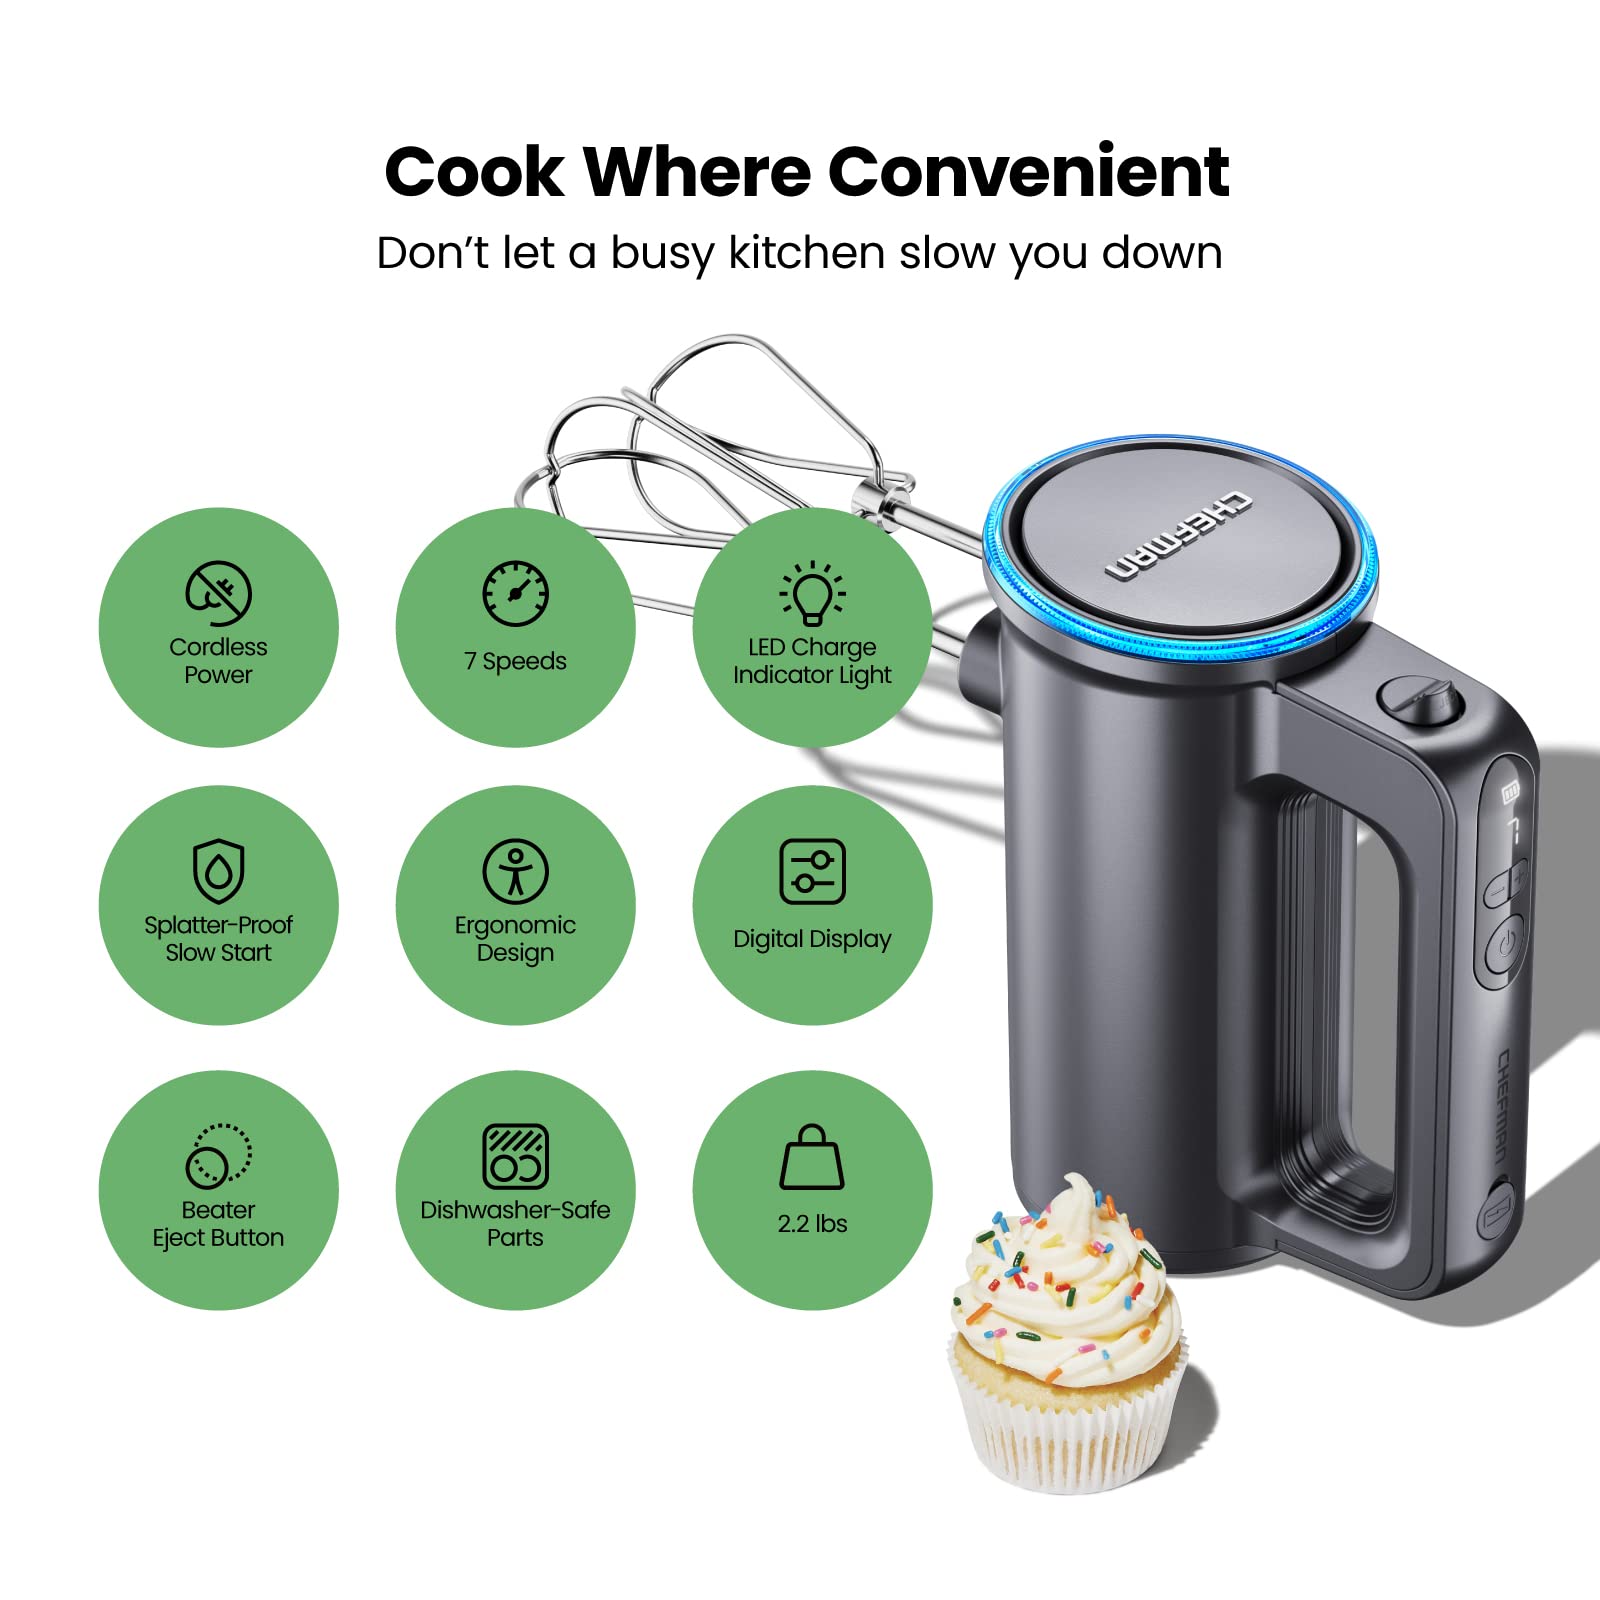 Cook Where Convenient
Don’t let a busy kitchen slow you down
CHEFMAN
Cordless
Power
7 Speeds
LED Charge
Indicator Light
Splatter-Proof
Slow Start
Ergonomic
Design
Digital Display
CHEFMAN
Beater
Eject Button
Dishwasher-Safe
Parts
2.2 lbs